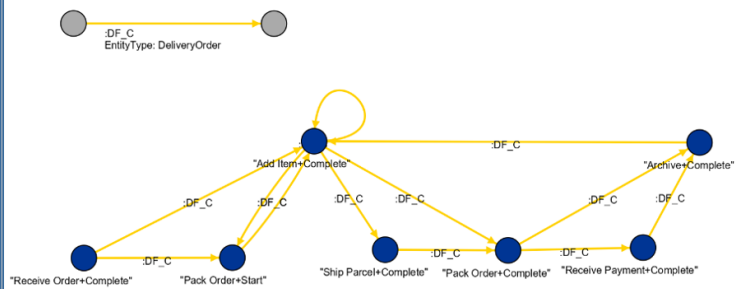 :DF_C
EntityType: DeliveryOrder
:DF_C
"Add Item+Complete"
"Archive+Complete"
:DF_C
:DF_C
:DF_C
:DF_C
:DF_C
:DF_C
:DF_C
:DF_C
:DF_C
"Receive Order+Complete"
"Pack Order+Start"
"Ship Parcel+Complete"
"Pack Order+Complete"
"Receive Payment+Complete"